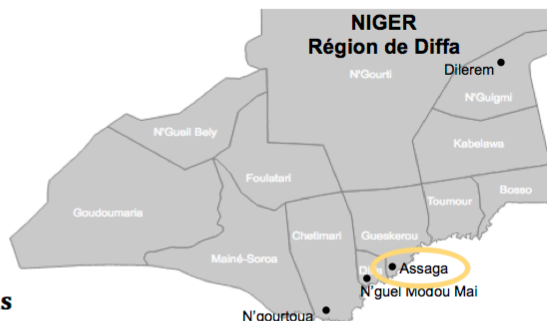 NIGER
Région de Diffa
N'Gourti
Dilerem
N'Guigmi
N'Gueil Bely
Kabelawa
Foulatari
Bosso
Toumour
Goudoumaria
Chetimari
Gueskerou
Mainé-Soroa
Assaga
N'guel Modou Mai
s
N'gourtoua